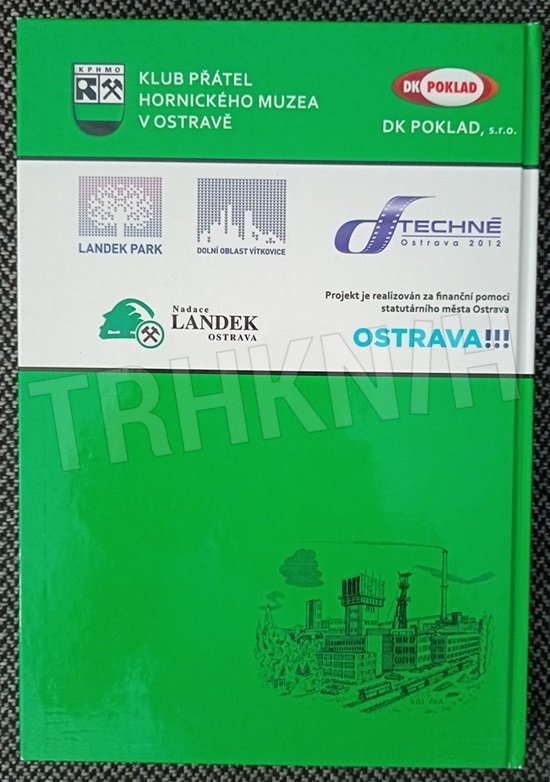 KPHMO
KLUB PŘÁTEL
HORNICKÉHO MUZEA
V OSTRAVĚ
DK POKLAD
DK POKLAD, s.r.o.
LANDEK PARK
DOLNÍ OBLAST VÍTKOVICE
TECHNÉ
Ostrava 2012
Nadace
LANDEK
OSTRAVA
Projekt je realizován za finanční pomoci
statutárního města Ostrava
OSTRAVA!!!
TRHKNIH